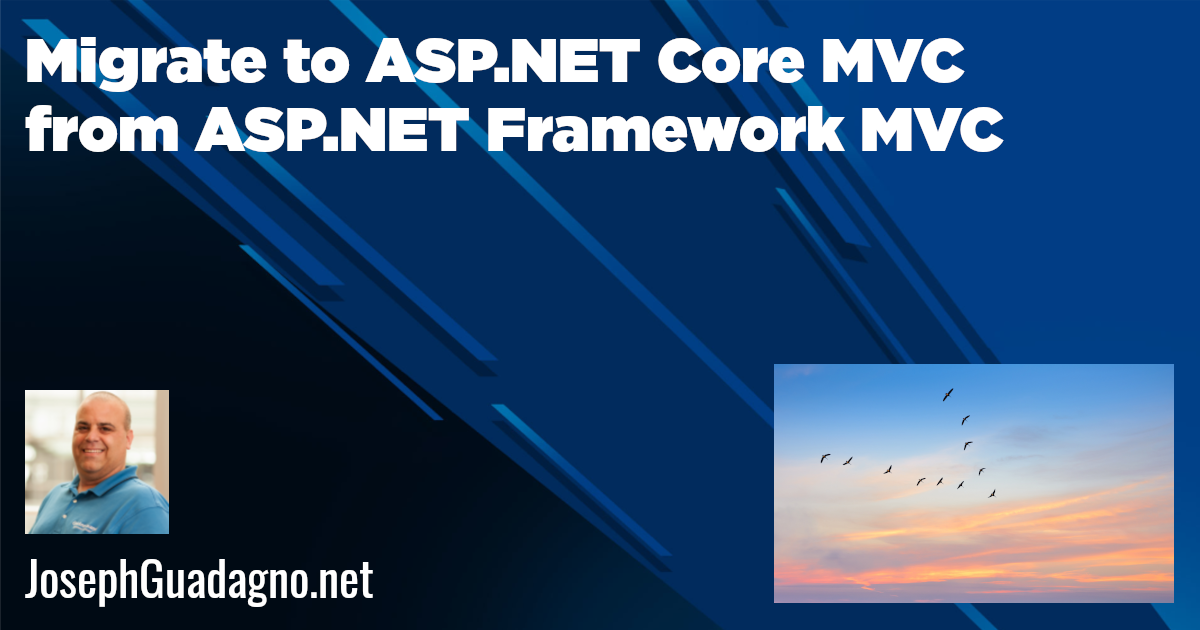 Migrate to ASP.NET Core MVC
from ASP.NET Framework MVC
JosephGuadagno.net